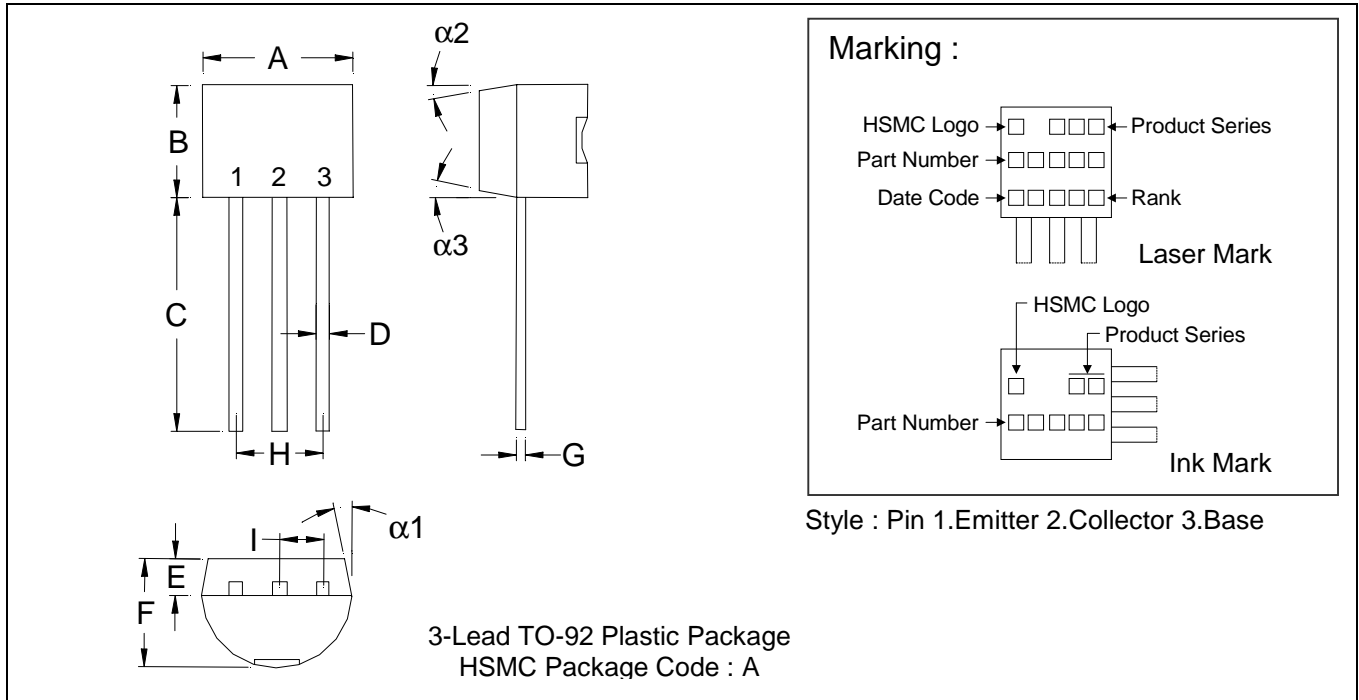 α2
A
B
1 2 3
α3
C
D
H
G
α1
I
E
F
3-Lead TO-92 Plastic Package
HSMC Package Code : A
Marking :
HSMC Logo
Product Series
Part Number
Date Code
Rank
Laser Mark
HSMC Logo
Product Series
Part Number
Ink Mark
Style : Pin 1.Emitter 2.Collector 3.Base